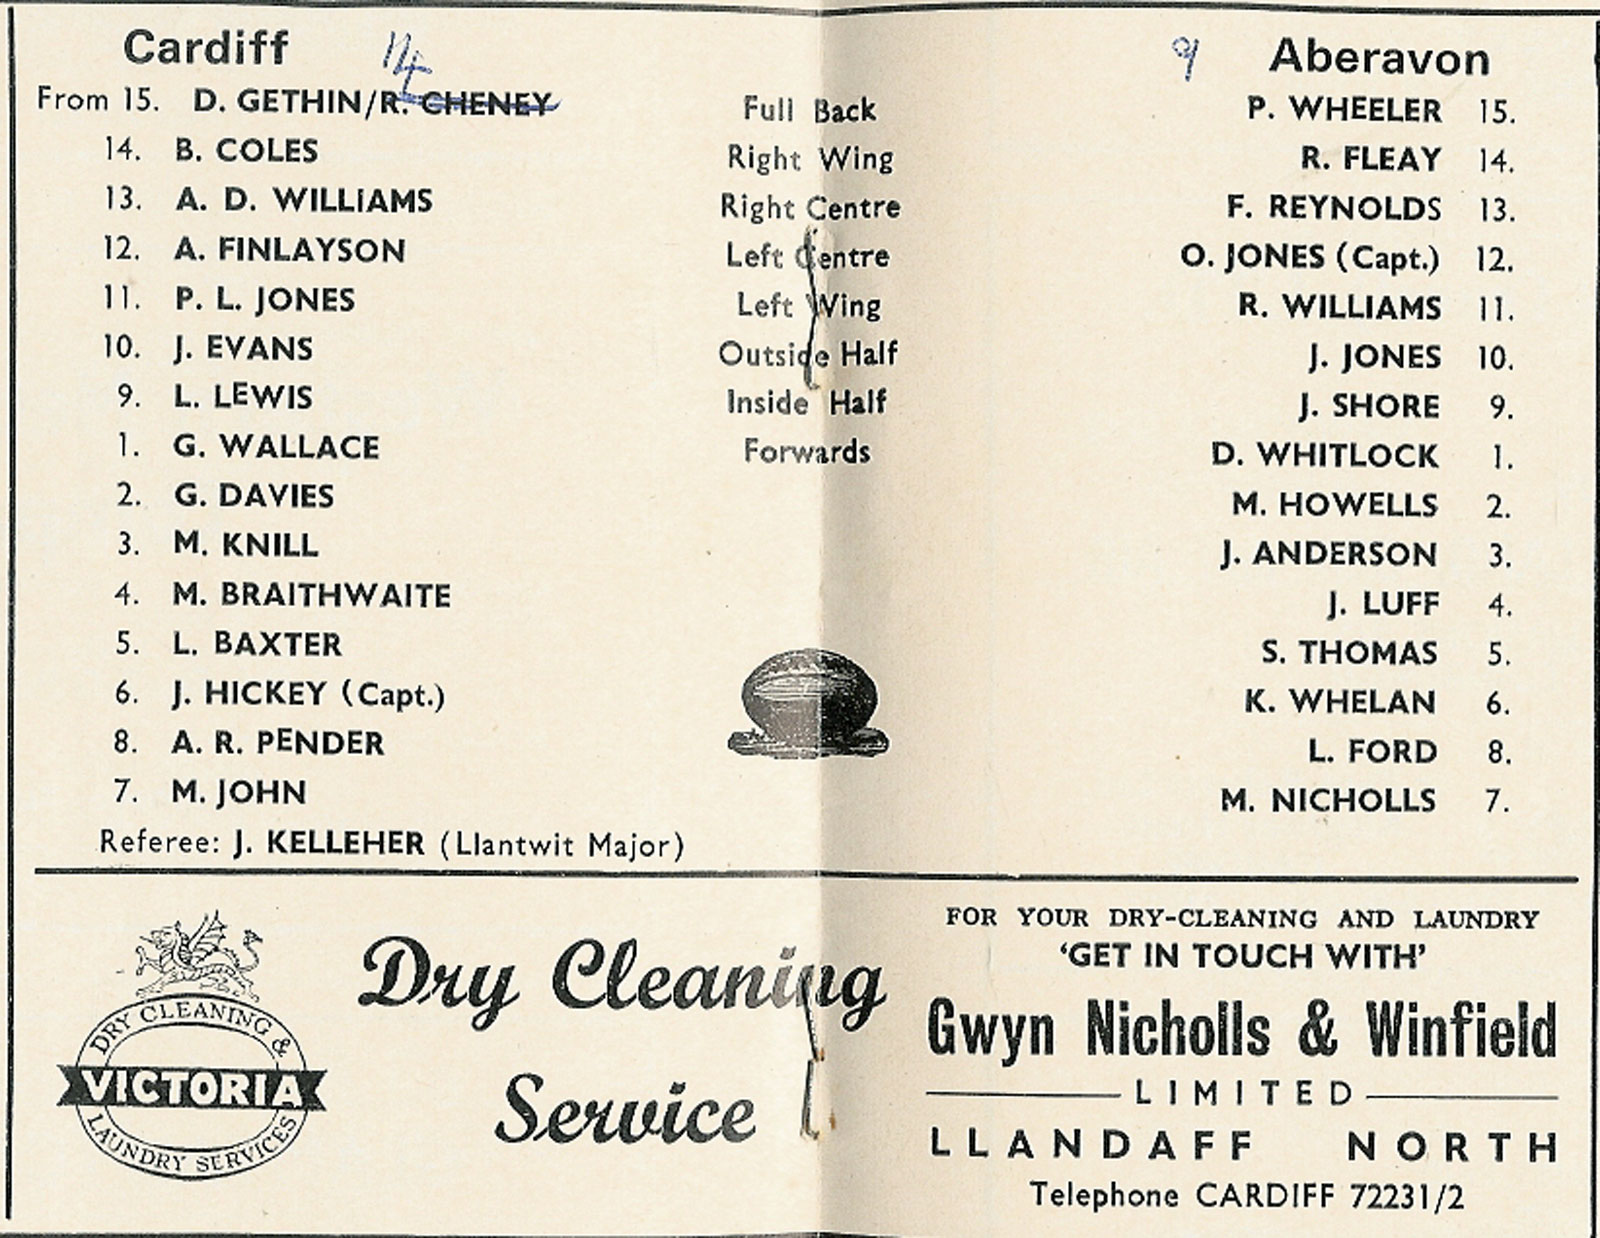 Cardiff 14 9 Aberavon
From 15. D. GETHIN/R. CHENEY Full Back P. WHEELER 15.
14. B. COLES Right Wing R. FLEAY 14.
13. A. D. WILLIAMS Right Centre F. REYNOLDS 13.
12. A. FINLAYSON Left Centre O. JONES (Capt.) 12.
11. P. L. JONES Left Wing R. WILLIAMS 11.
10. J. EVANS Outside Half J. JONES 10.
9. L. LEWIS Inside Half J. SHORE 9.
1. G. WALLACE Forwards D. WHITLOCK 1.
2. G. DAVIES M. HOWELLS 2.
3. M. KNILL J. ANDERSON 3.
4. M. BRAITHWAITE J. LUFF 4.
5. L. BAXTER S. THOMAS 5.
6. J. HICKEY (Capt.) K. WHELAN 6.
8. A. R. PENDER L. FORD 8.
7. M. JOHN M. NICHOLLS 7.
Referee: J. KELLEHER (Llantwit Major)
DRY CLEANING &
VICTORIA
LAUNDRY SERVICES
Dry Cleaning
Service
FOR YOUR DRY-CLEANING AND LAUNDRY
‘GET IN TOUCH WITH’
Gwyn Nicholls & Winfield
LIMITED
LLANDAFF NORTH
Telephone CARDIFF 72231/2